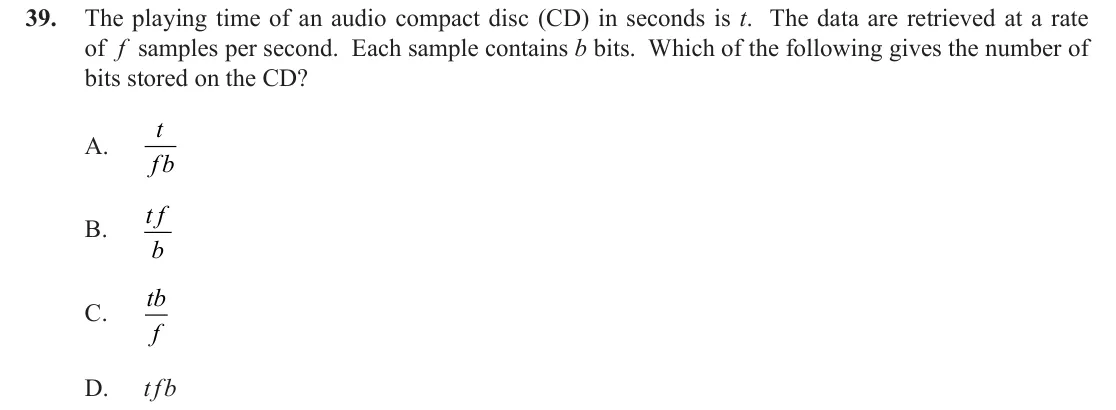 39. The playing time of an audio compact disc (CD) in seconds is t. The data are retrieved at a rate
of f samples per second. Each sample contains b bits. Which of the following gives the number of
bits stored on the CD?
A. t/fb
B. tf/b
C. tb/f
D. tfb